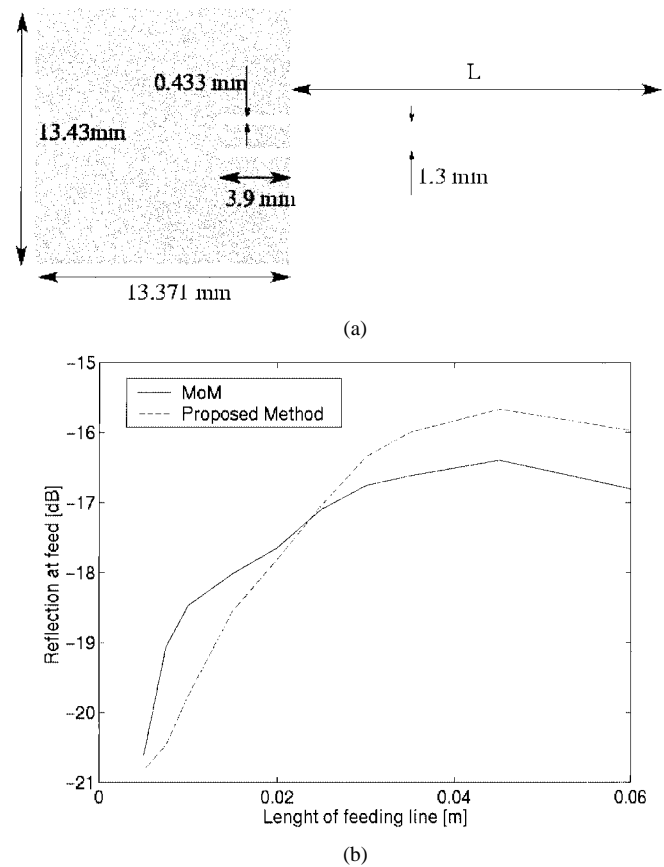 L
0.433 mm
13.43mm
1.3 mm
3.9 mm
13.371 mm
(a)
-15
-16
-17
-18
-19
-20
-21
MoM
Proposed Method
Reflection at feed [dB]
0
0.02
0.04
0.06
Lenght of feeding line [m]
(b)